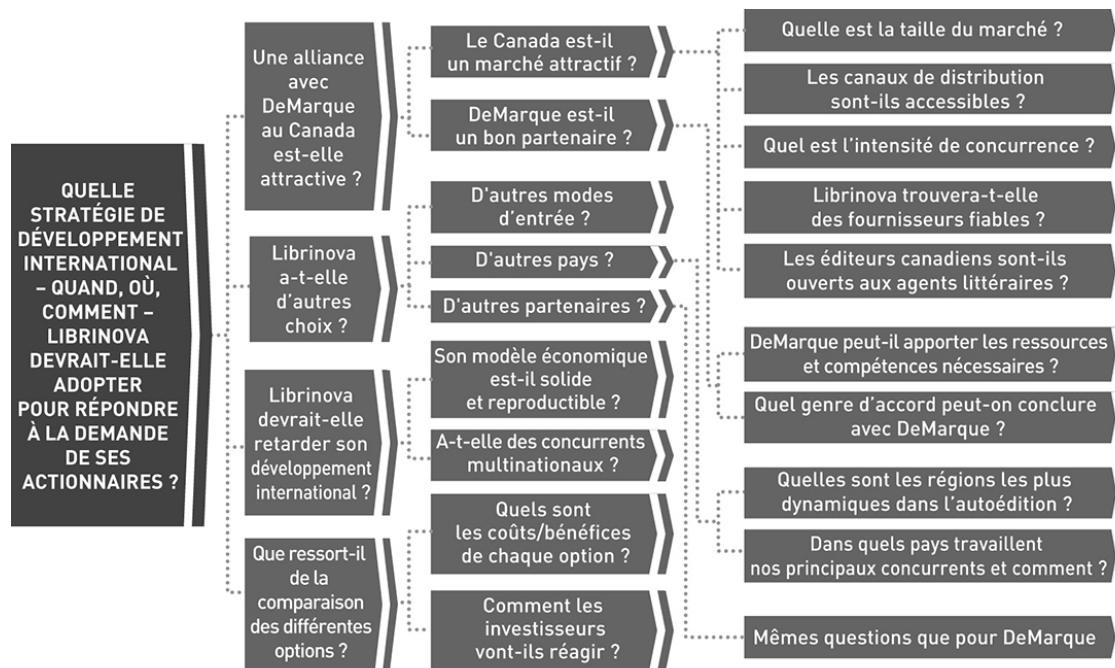 QUELLE
STRATÉGIE DE
DÉVELOPPEMENT
INTERNATIONAL
– QUAND, OÙ,
COMMENT –
LIBRINOVA
DEVRAIT-ELLE
ADOPTER
POUR RÉPONDRE
À LA DEMANDE
DE SES
ACTIONNAIRES ?
Une alliance
avec
DeMarque
au Canada
est-elle
attractive ?
Librinova
a-t-elle
d'autres
choix ?
Librinova
devrait-elle
retarder son
développement
international ?
Que ressort-il
de la
comparaison
des différentes
options ?
Le Canada est-il
un marché attractif ?
DeMarque est-il
un bon partenaire ?
D'autres modes
d'entrée ?
D'autres pays ?
D'autres partenaires ?
Son modèle économique
est-il solide
et reproductible ?
A-t-elle des concurrents
multinationaux ?
Quels sont
les coûts/bénéfices
de chaque option ?
Comment les
investisseurs
vont-ils réagir ?
Quelle est la taille du marché ?
Les canaux de distribution
sont-ils accessibles ?
Quel est l'intensité de concurrence ?
Librinova trouvera-t-elle
des fournisseurs fiables ?
Les éditeurs canadiens sont-ils
ouverts aux agents littéraires ?
DeMarque peut-il apporter les ressources
et compétences nécessaires ?
Quel genre d'accord peut-on conclure
avec DeMarque ?
Quelles sont les régions les plus
dynamiques dans l'autoédition ?
Dans quels pays travaillent
nos principaux concurrents et comment ?
Mêmes questions que pour DeMarque